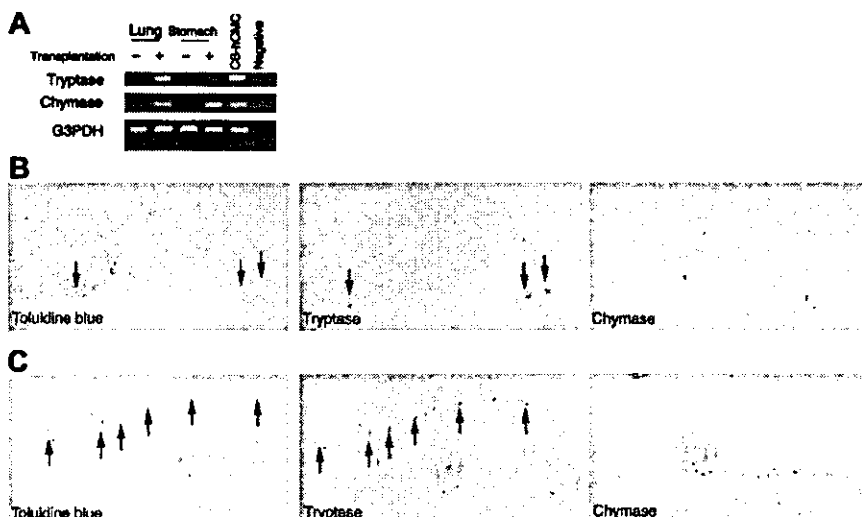 A
Lung Stomach
CB-hCMC
Negative
Transplantation - + - +
Tryptase
Chymase
G3PDH
B
Toluidine blue
Tryptase
Chymase
C
Toluidine blue
Tryptase
Chymase